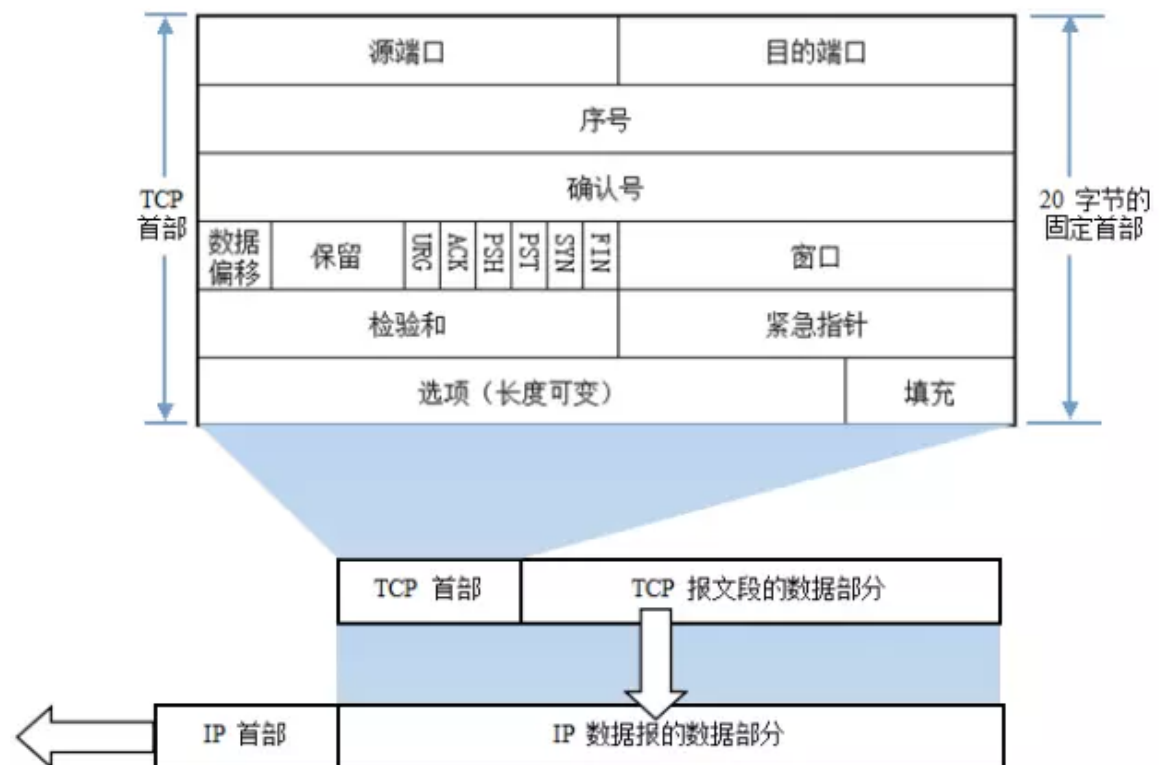 源端口
目的端口
序号
确认号
TCP
首部
20 字节的
固定首部
数据
偏移
保留
URG
ACK
PSH
PST
SYN
FIN
窗口
检验和
紧急指针
选项（长度可变）
填充
TCP 首部
TCP 报文段的数据部分
IP 首部
IP 数据报的数据部分